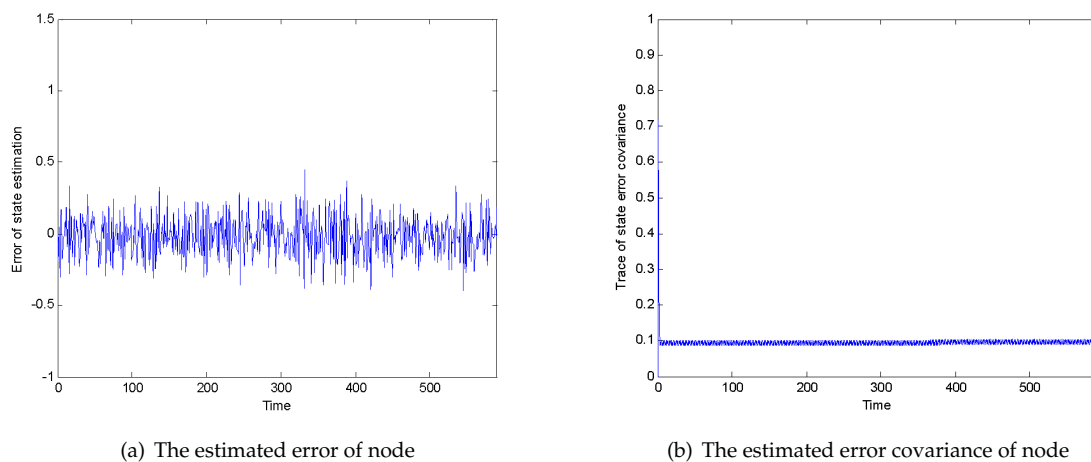 1.5
1
0.5
0
-0.5
-1
Error of state estimation
0 100 200 300 400 500
Time
(a) The estimated error of node
1
0.9
0.8
0.7
0.6
0.5
0.4
0.3
0.2
0.1
0
Trace of state error covariance
0 100 200 300 400 500
Time
(b) The estimated error covariance of node